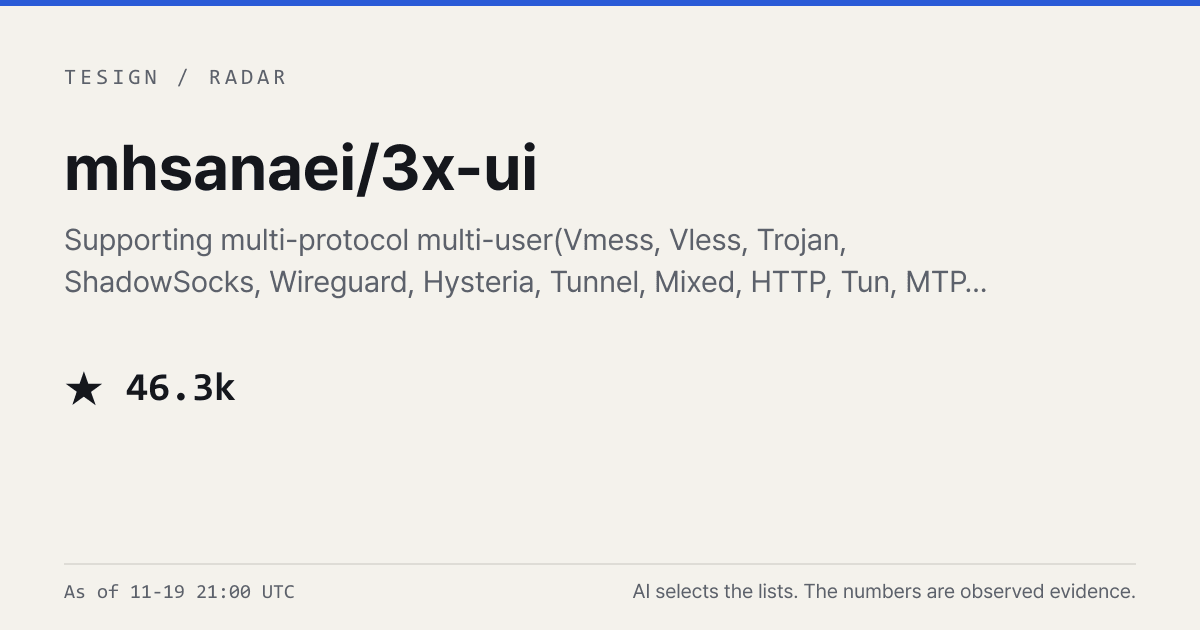 TESIGN / RADAR
mhsanaei/3x-ui
Supporting multi-protocol multi-user(Vmess, Vless, Trojan,
ShadowSocks, Wireguard, Hysteria, Tunnel, Mixed, HTTP, Tun, MTP…
★ 46.3k
As of 11-19 21:00 UTC
AI selects the lists. The numbers are observed evidence.